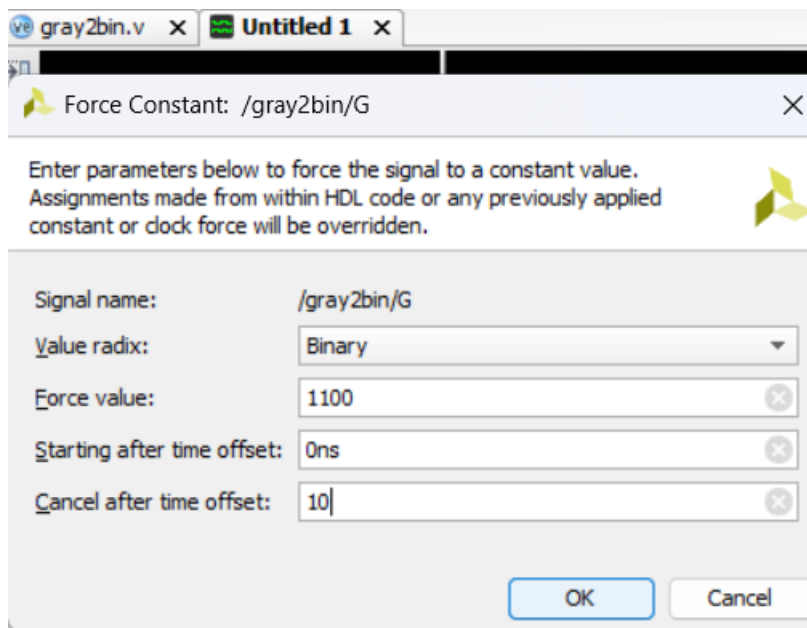 gray2bin.v X Untitled 1 X
Force Constant: /gray2bin/G
Enter parameters below to force the signal to a constant value.
Assignments made from within HDL code or any previously applied
constant or clock force will be overridden.
Signal name: /gray2bin/G
Value radix: Binary
Force value: 1100
Starting after time offset: 0ns
Cancel after time offset: 10
OK Cancel